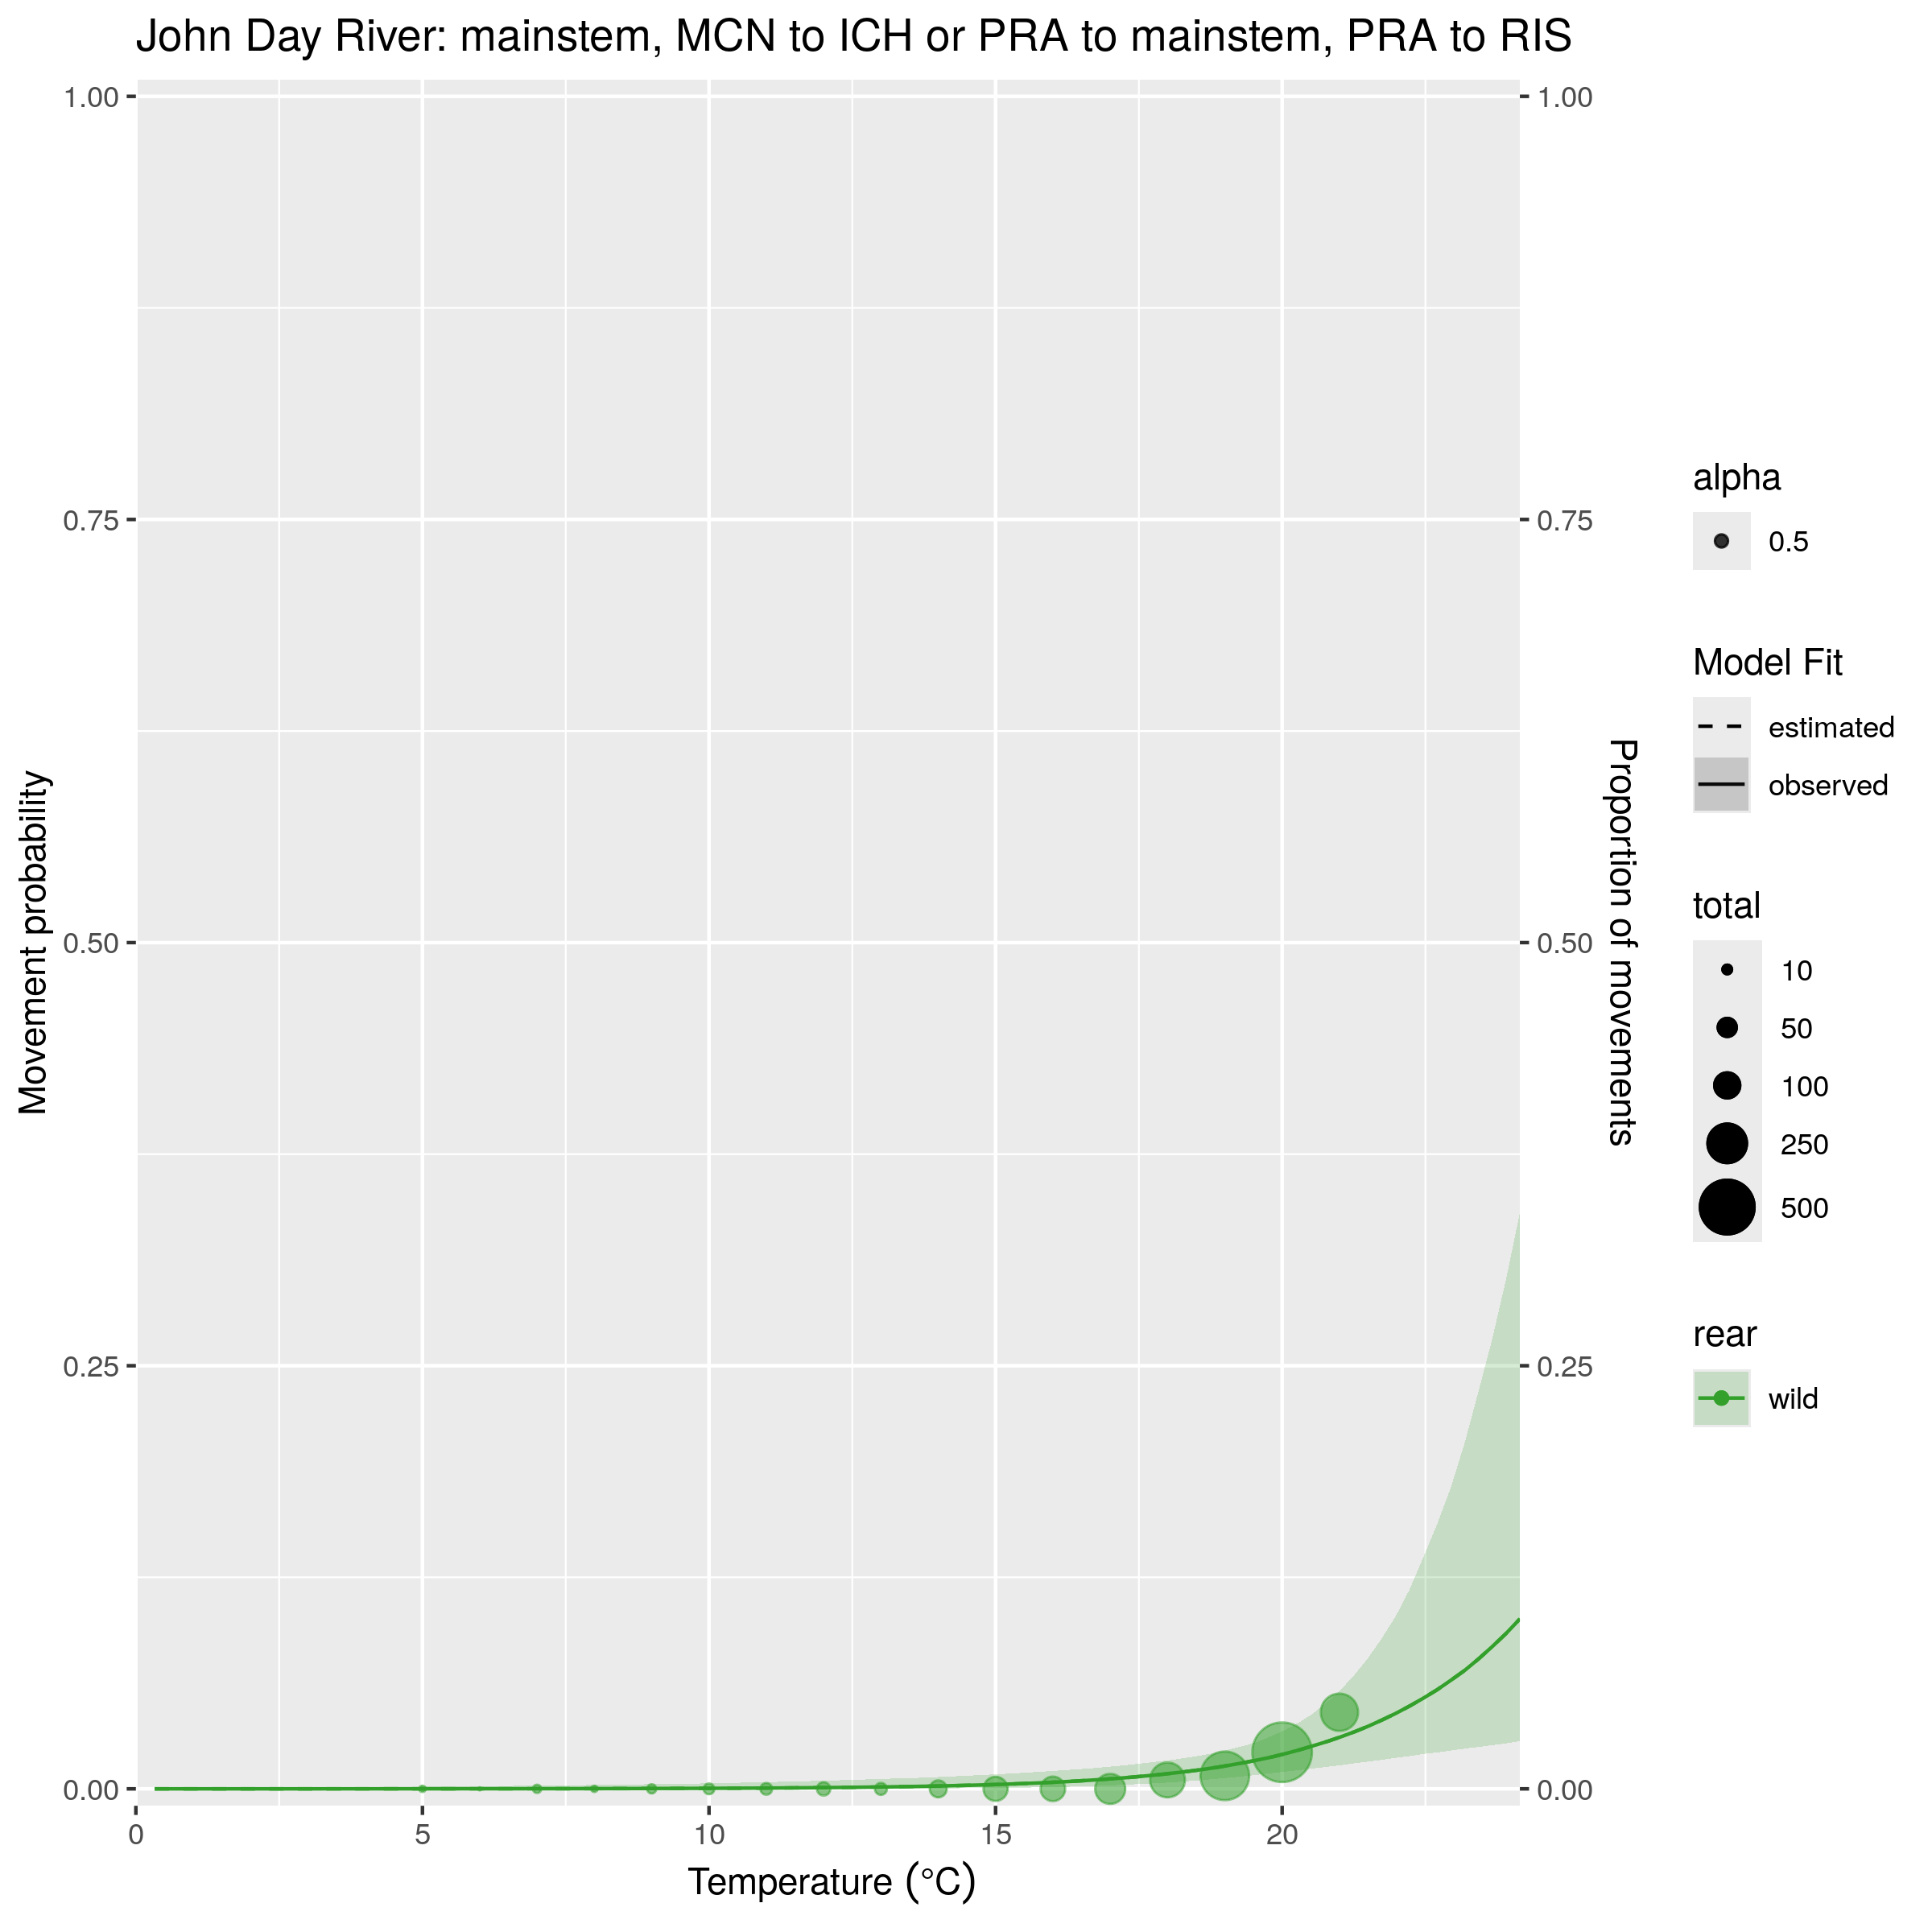 John Day River: mainstem, MCN to ICH or PRA to mainstem, PRA to RIS
1.00
0.75
0.50
0.25
0.00
Movement probability
0
5
10
15
20
Temperature (°C)
1.00
0.75
0.50
0.25
0.00
Proportion of movements
alpha
0.5
Model Fit
estimated
observed
total
10
50
100
250
500
rear
wild